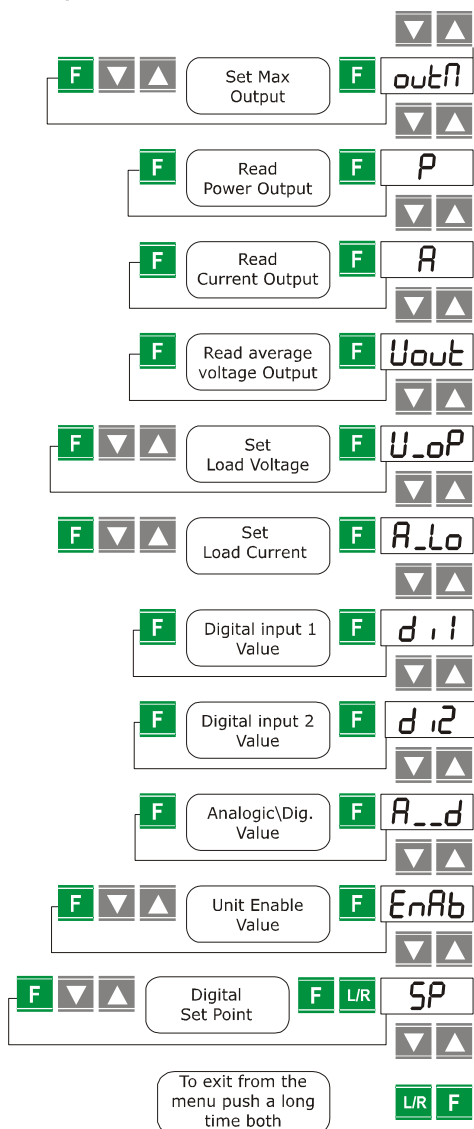 F Set Max F outM
Output
F Read F P
Power Output
F Read F A
Current Output
F Read average F Uout
voltage Output
F Set F U_oP
Load Voltage
F Set F A_Lo
Load Current
F Digital input 1 F di1
Value
F Digital input 2 F di2
Value
F Analogic\Dig. F A__d
Value
F Unit Enable F EnAb
Value
F Digital F L/R SP
Set Point
To exit from the
menu push a long L/R F
time both